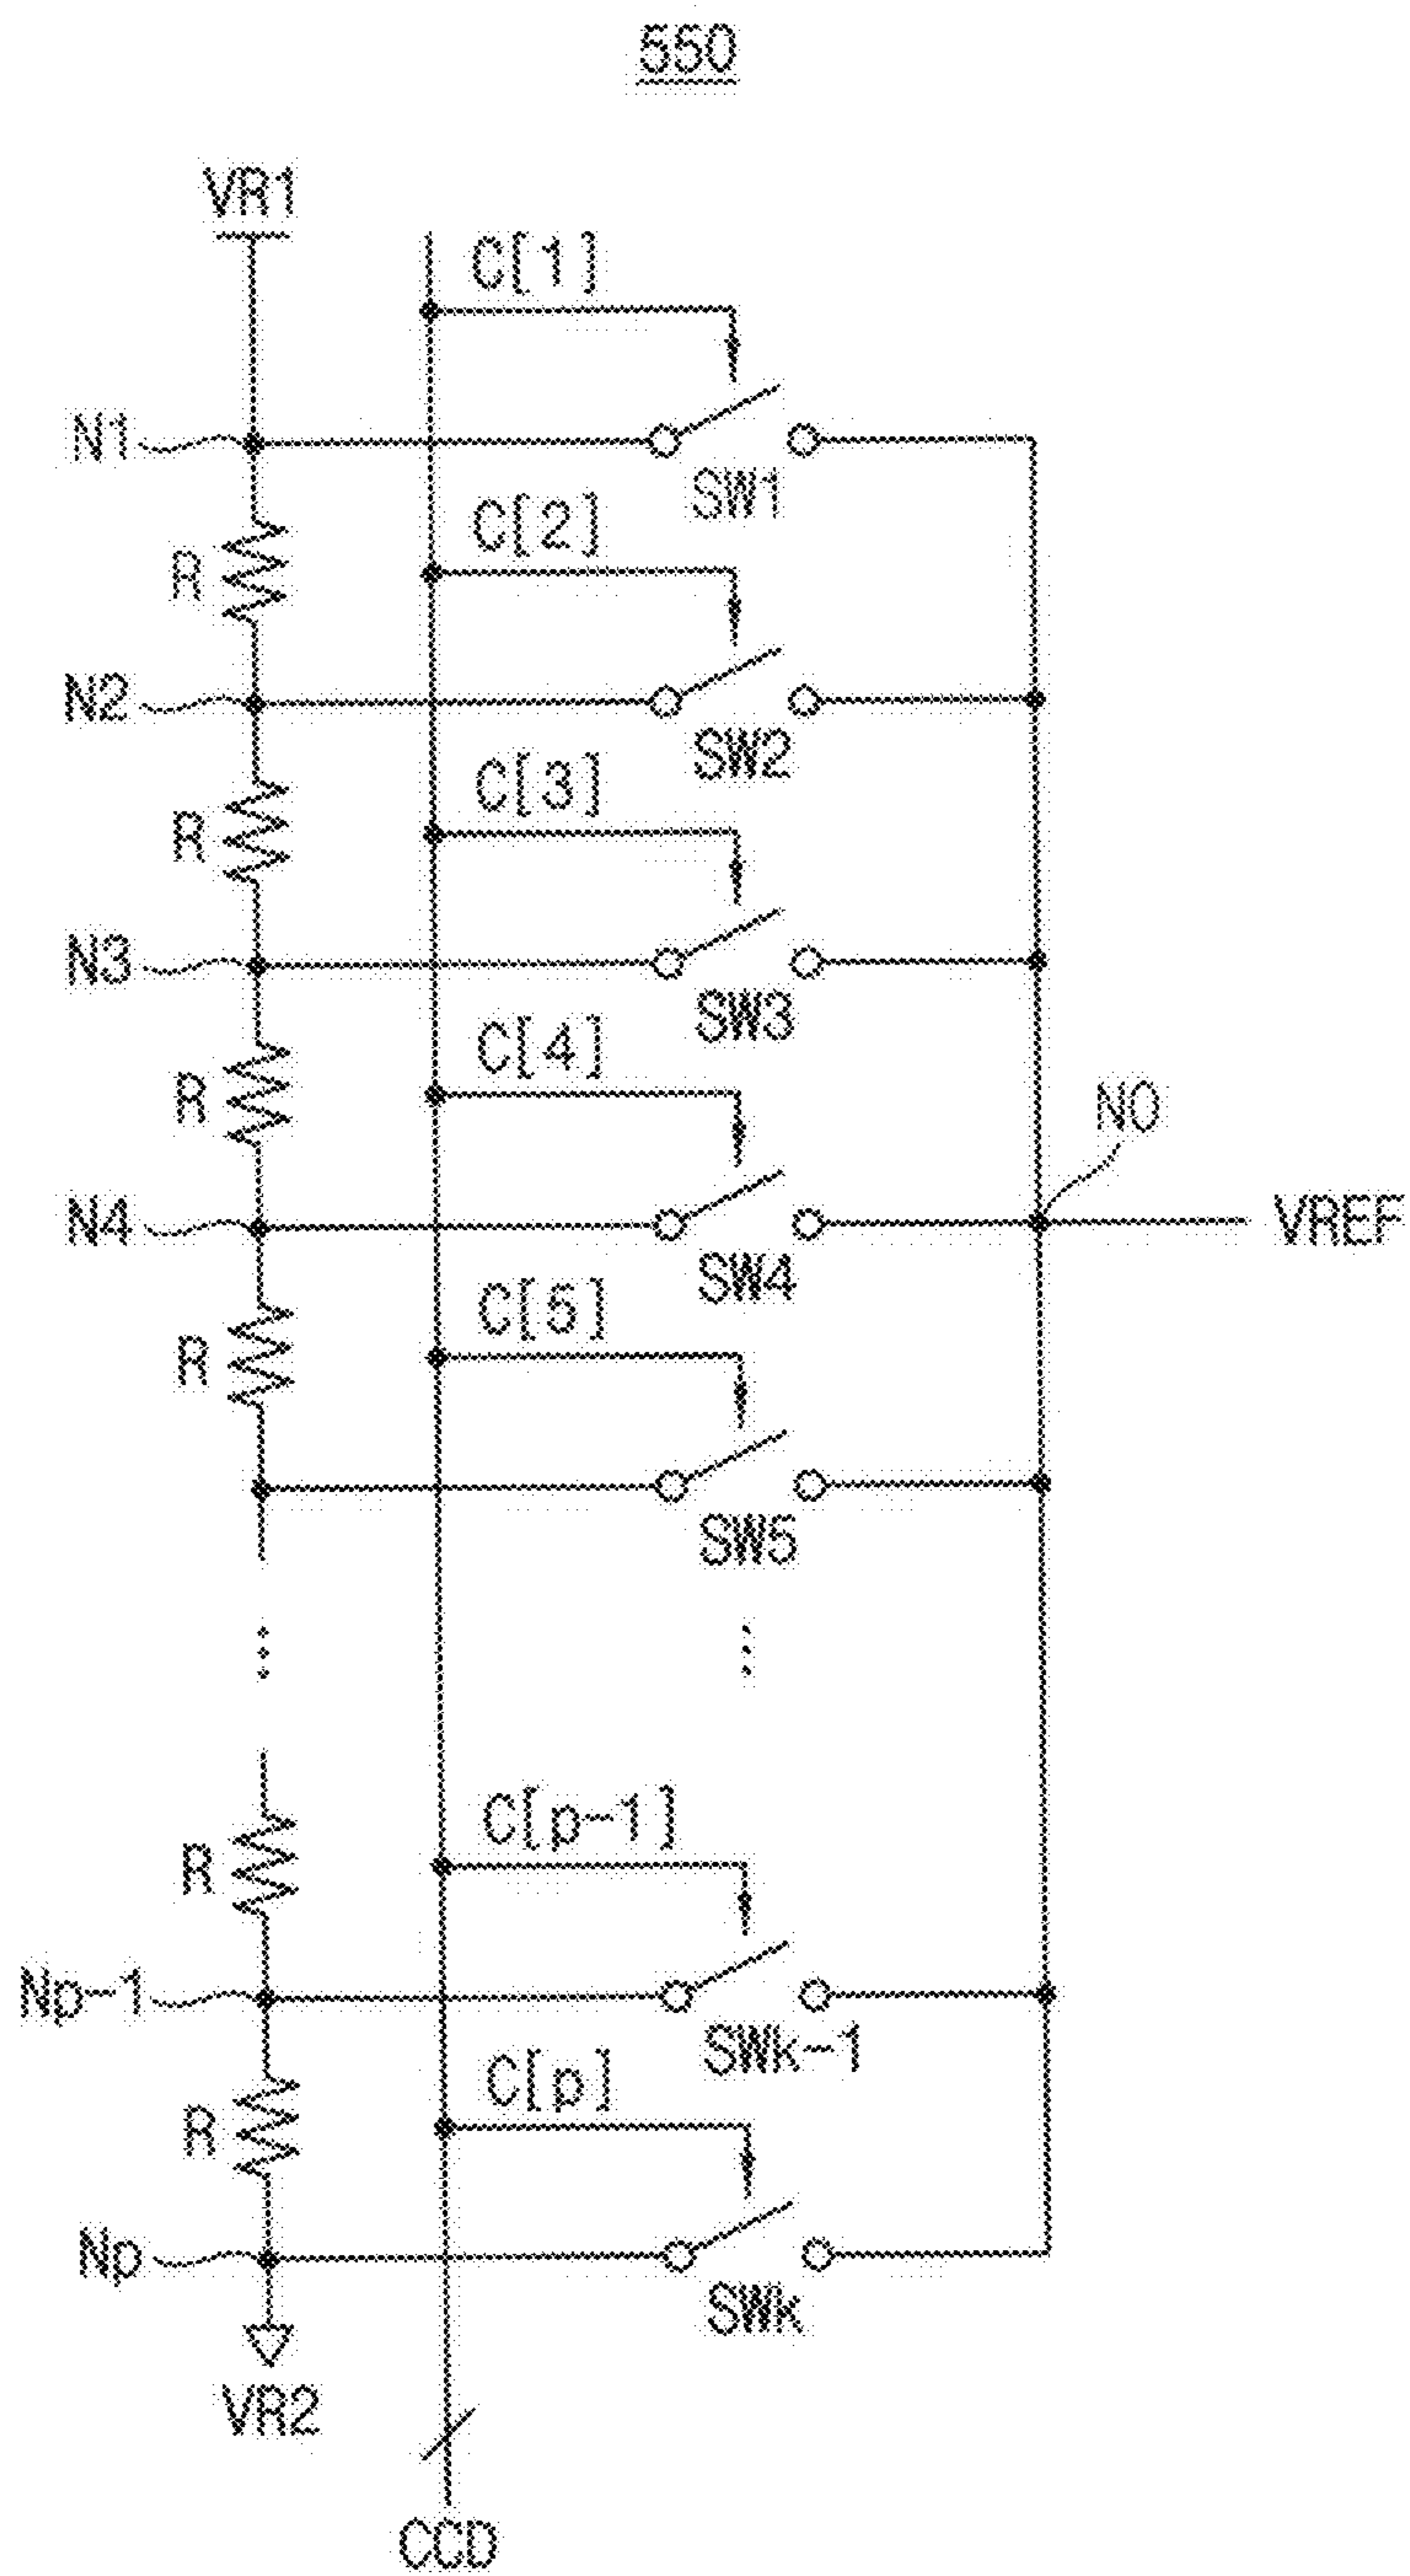 550
VR1
C[1]
N1
SW1
C[2]
R
N2
SW2
C[3]
R
N3
SW3
C[4]
R
NO
N4
VREF
SW4
C[5]
R
SW5
C[p-1]
R
Np-1
SWk-1
C[p]
R
Np
SWk
VR2
CCD